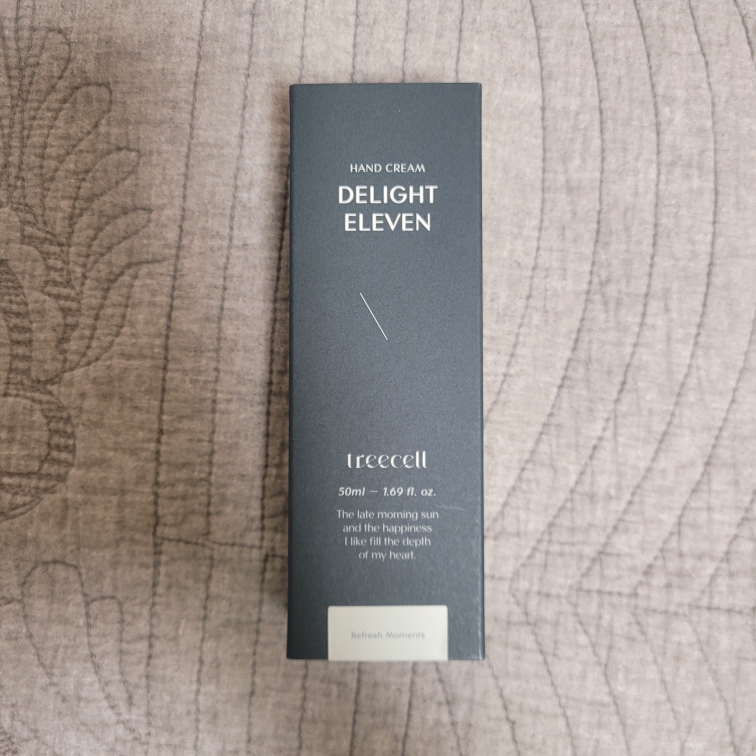 HAND CREAM
DELIGHT
ELEVEN
treecell
50ml — 1.69 fl. oz.
The late morning sun
and the happiness
I like fill the depth
of my heart.
Refresh Moments